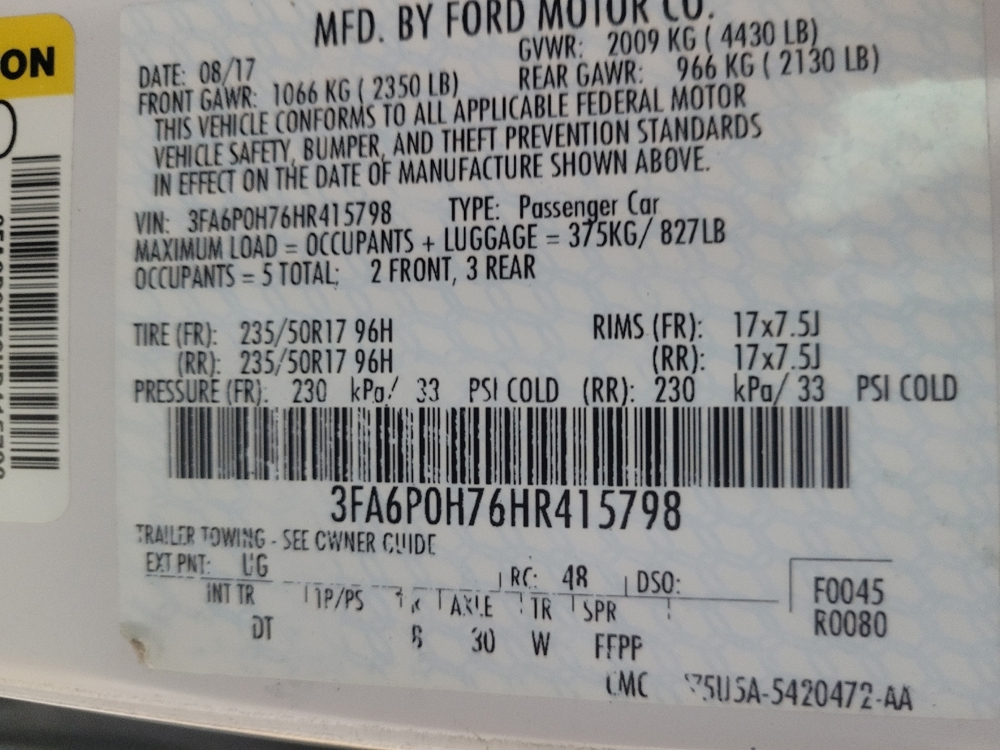 MFD. BY FORD MOTOR CO.
ON
DATE: 08/17 GVWR: 2009 KG ( 4430 LB)
FRONT GAWR: 1066 KG ( 2350 LB) REAR GAWR: 966 KG ( 2130 LB)
THIS VEHICLE CONFORMS TO ALL APPLICABLE FEDERAL MOTOR
VEHICLE SAFETY, BUMPER, AND THEFT PREVENTION STANDARDS
IN EFFECT ON THE DATE OF MANUFACTURE SHOWN ABOVE.
VIN: 3FA6P0H76HR415798 TYPE: Passenger Car
MAXIMUM LOAD = OCCUPANTS + LUGGAGE = 375KG/ 827LB
OCCUPANTS = 5 TOTAL; 2 FRONT, 3 REAR
TIRE (FR): 235/50R17 96H RIMS (FR): 17x7.5J
(RR): 235/50R17 96H (RR): 17x7.5J
PRESSURE (FR): 230 kPa/ 33 PSI COLD (RR): 230 kPa/ 33 PSI COLD
3FA6P0H76HR415798
TRAILER TOWING - SEE OWNER GUIDE
EXT PNT: UG RC: 48 DSO:
INT TR TP/PS AXLE TR SPR
DT 30 W FFPP
F0045
R0080
5U5A-5420472-AA